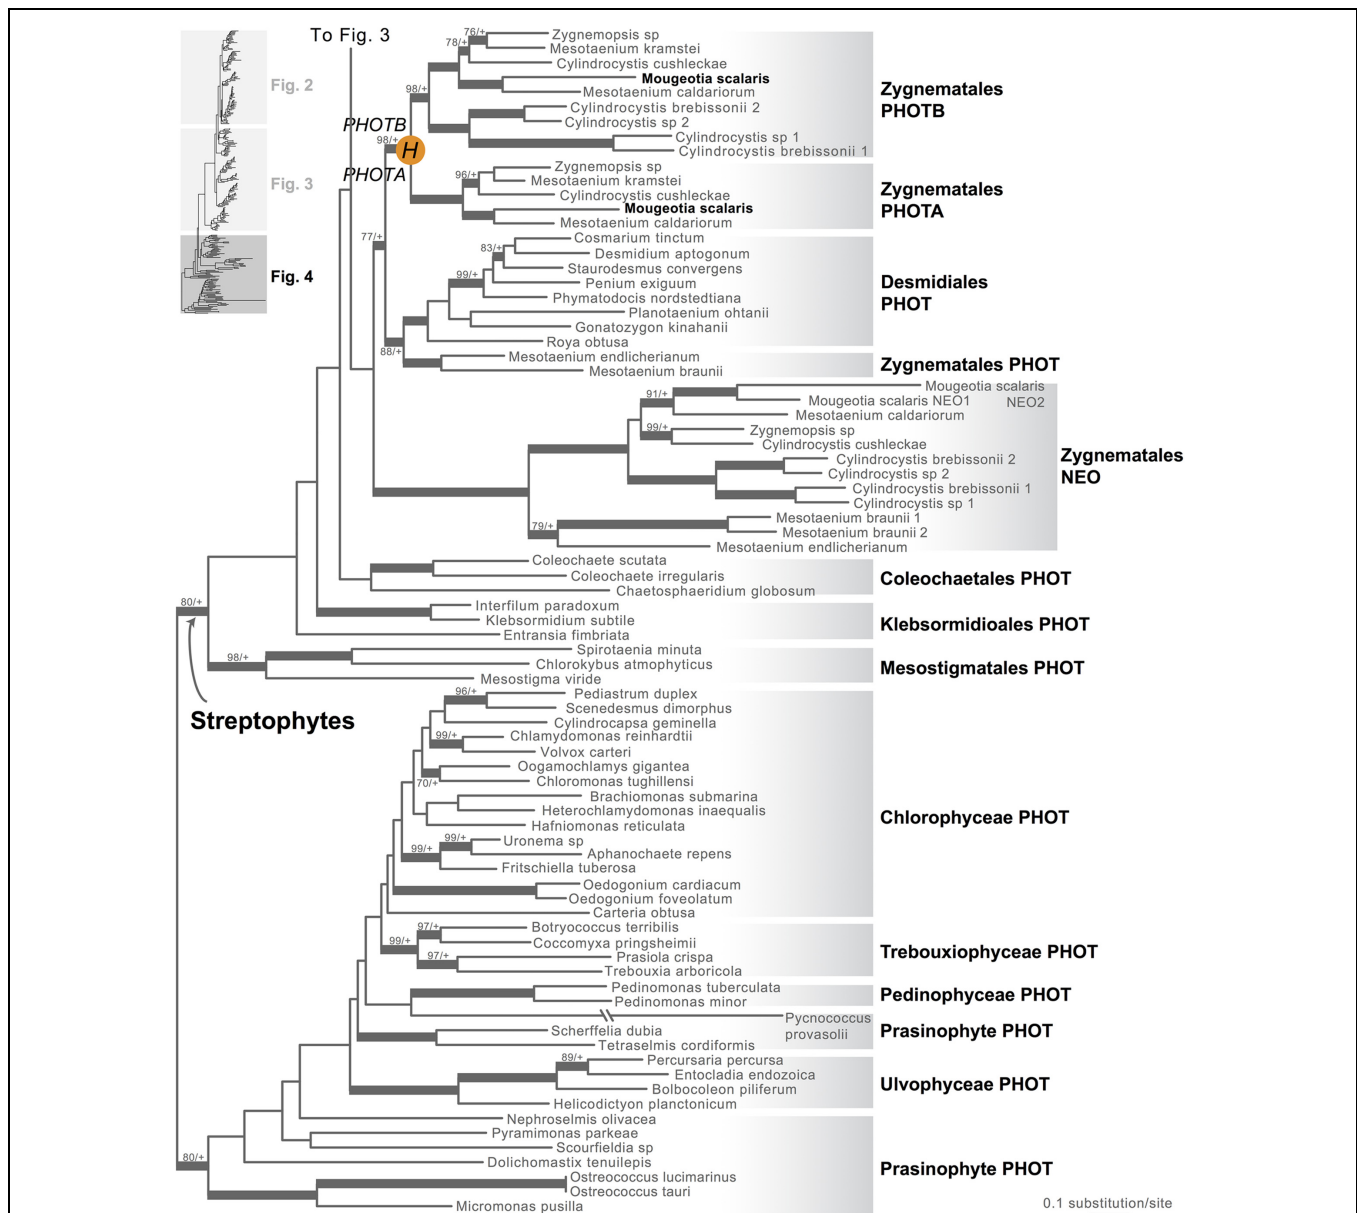 To Fig. 3
Fig. 2
Fig. 3
Fig. 4
PHOTB
H
PHOTA
76/+
78/+
98/+
98/+
96/+
77/+
83/+
99/+
88/+
91/+
99/+
79/+
80/+
98/+
96/+
99/+
70/+
99/+
99/+
97/+
99/+
97/+
89/+
80/+
Streptophytes
Zygnemopsis sp
Mesotaenium kramstei
Cylindrocystis cushleckae
Mougeotia scalaris
Mesotaenium caldariorum
Cylindrocystis brebissonii 2
Cylindrocystis sp 2
Cylindrocystis sp 1
Cylindrocystis brebissonii 1
Zygnematales
PHOTB
Zygnemopsis sp
Mesotaenium kramstei
Cylindrocystis cushleckae
Mougeotia scalaris
Mesotaenium caldariorum
Zygnematales
PHOTA
Cosmarium tinctum
Desmidium aptogonum
Staurodesmus convergens
Penium exiguum
Phymatodocis nordstedtiana
Planotaenium ohtanii
Gonatozygon kinahanii
Roya obtusa
Desmidiales
PHOT
Mesotaenium endlicherianum
Mesotaenium braunii
Zygnematales PHOT
Mougeotia scalaris
NEO2
Mougeotia scalaris NEO1
Mesotaenium caldariorum
Zygnemopsis sp
Cylindrocystis cushleckae
Cylindrocystis brebissonii 2
Cylindrocystis sp 2
Cylindrocystis brebissonii 1
Cylindrocystis sp 1
Mesotaenium braunii 1
Mesotaenium braunii 2
Mesotaenium endlicherianum
Zygnematales
NEO
Coleochaete scutata
Coleochaete irregularis
Chaetosphaeridium globosum
Coleochaetales PHOT
Interfilum paradoxum
Klebsormidium subtile
Entransia fimbriata
Klebsormidioales PHOT
Spirotaenia minuta
Chlorokybus atmophyticus
Mesostigma viride
Mesostigmatales PHOT
Pediastrum duplex
Scenedesmus dimorphus
Cylindrocapsa geminella
Chlamydomonas reinhardtii
Volvox carteri
Oogamochlamys gigantea
Chloromonas tughillensi
Brachiomonas submarina
Heterochlamydomonas inaequalis
Hafniomonas reticulata
Uronema sp
Aphanochaete repens
Fritschiella tuberosa
Oedogonium cardiacum
Oedogonium foveolatum
Carteria obtusa
Chlorophyceae PHOT
Botryococcus terribilis
Coccomyxa pringsheimii
Prasiola crispa
Trebouxia arboricola
Trebouxiophyceae PHOT
Pedinomonas tuberculata
Pedinomonas minor
Pedinophyceae PHOT
Pycnococcus
provasolii
Scherffelia dubia
Tetraselmis cordiformis
Prasinophyte PHOT
Percursaria percursa
Entocladia endozoica
Bolbocoleon piliferum
Helicodictyon planctonicum
Ulvophyceae PHOT
Nephroselmis olivacea
Pyramimonas parkeae
Scourfieldia sp
Dolichomastix tenuilepis
Ostreococcus lucimarinus
Ostreococcus tauri
Micromonas pusilla
Prasinophyte PHOT
0.1 substitution/site